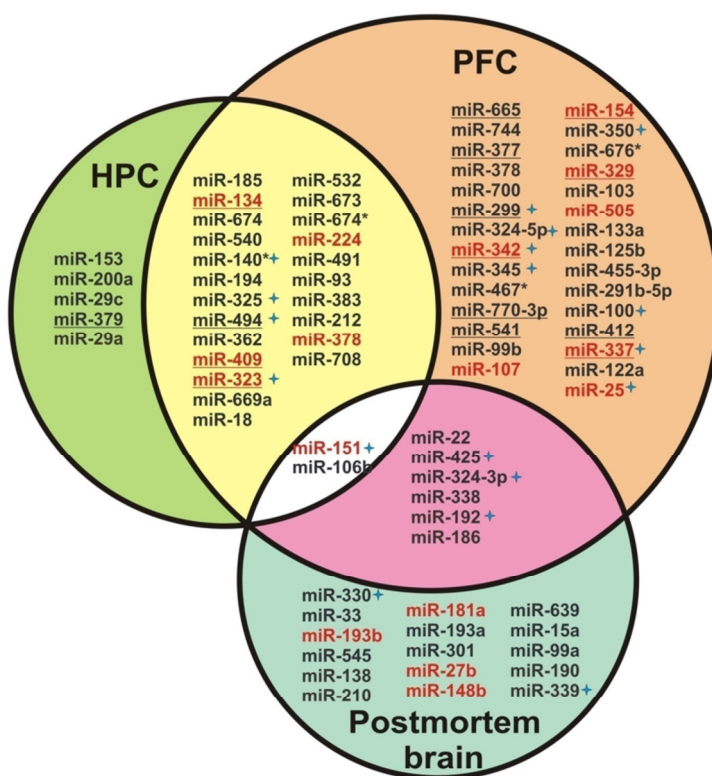 PFC
HPC
miR-665
miR-744
miR-377
miR-378
miR-700
miR-299 ✦
miR-324-5p✦
miR-342 ✦
miR-345 ✦
miR-467*
miR-770-3p
miR-541
miR-99b
miR-107
miR-154
miR-350✦
miR-676*
miR-329
miR-103
miR-505
miR-133a
miR-125b
miR-455-3p
miR-291b-5p
miR-100✦
miR-412
miR-337✦
miR-122a
miR-25✦
miR-185
miR-134
miR-674
miR-540
miR-140*✦
miR-194
miR-325 ✦
miR-494 ✦
miR-362
miR-409
miR-323 ✦
miR-669a
miR-18
miR-532
miR-673
miR-674*
miR-224
miR-491
miR-93
miR-383
miR-212
miR-378
miR-708
miR-153
miR-200a
miR-29c
miR-379
miR-29a
miR-151✦
miR-106b
miR-22
miR-425✦
miR-324-3p✦
miR-338
miR-192✦
miR-186
miR-330✦
miR-33
miR-193b
miR-545
miR-138
miR-210
miR-181a
miR-193a
miR-301
miR-27b
miR-148b
miR-639
miR-15a
miR-99a
miR-190
miR-339✦
Postmortem
brain